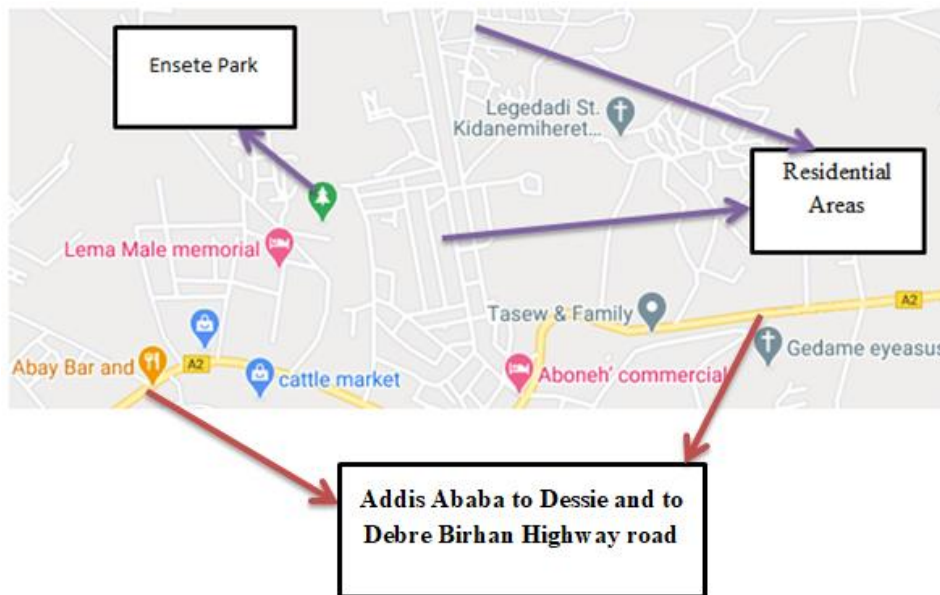 Ensete Park
Legedadi St.
Kidanemiheret...
Residential
Areas
Lema Male memorial
Tasew & Family
A2
Gedame eyeasus
Abay Bar and
A2
cattle market
Aboneh' commercial
Addis Ababa to Dessie and to
Debre Birhan Highway road